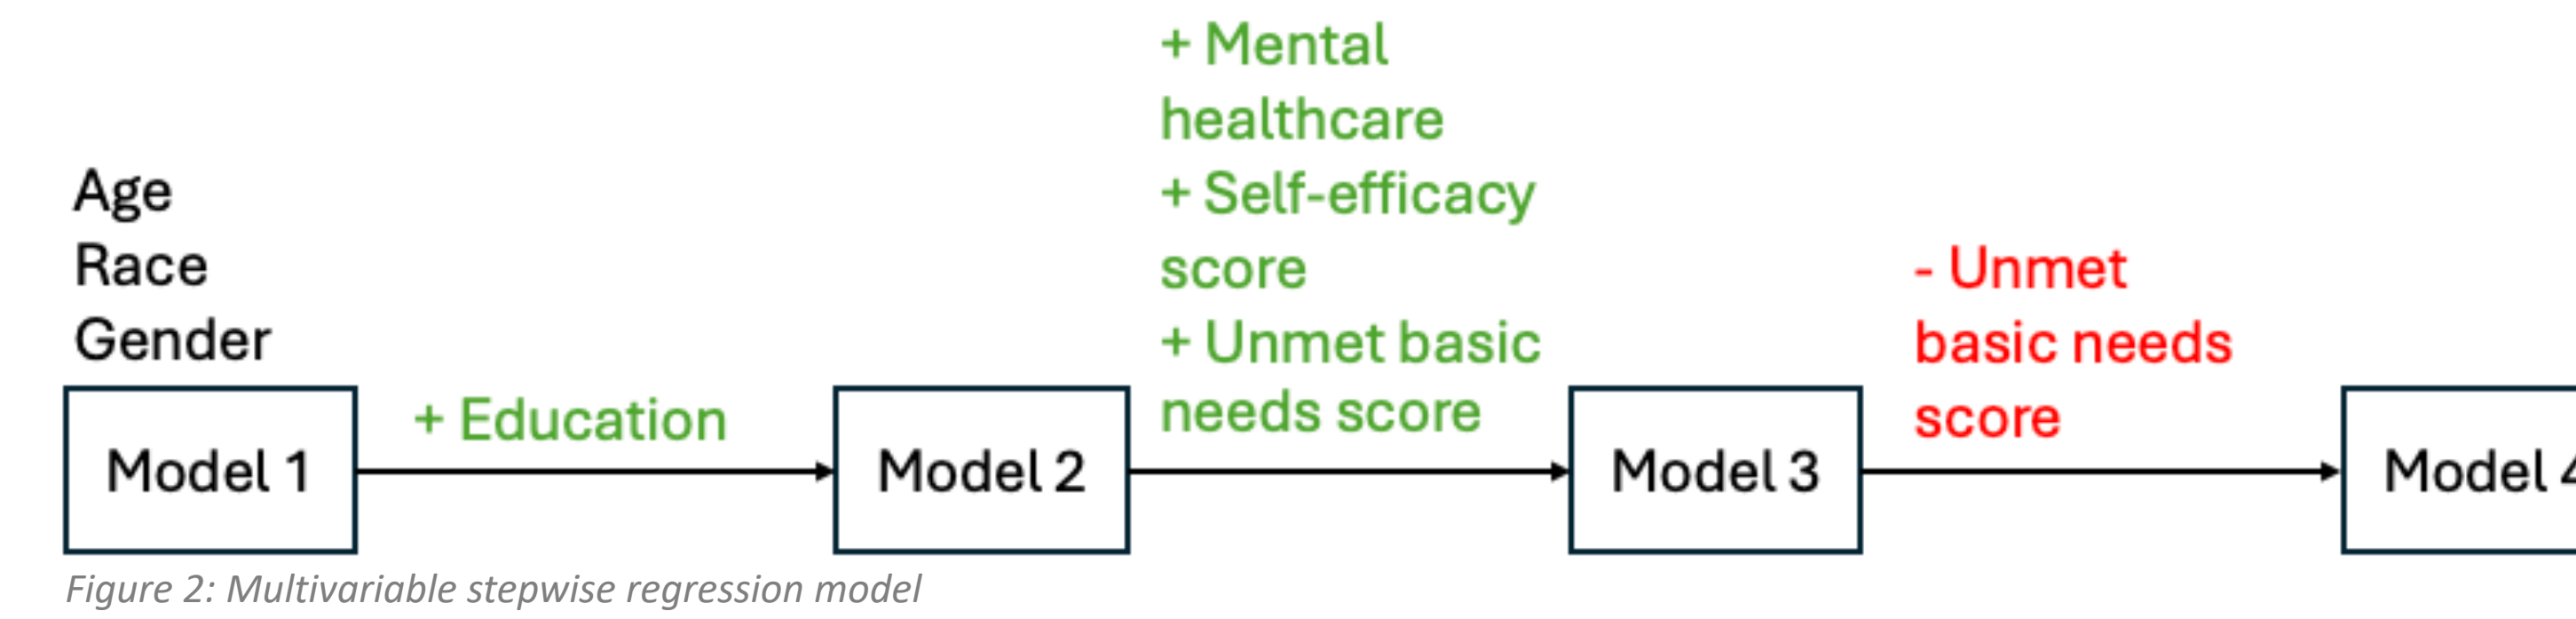 Age
Race
Gender
Model 1
+ Education
Model 2
+ Mental
healthcare
+ Self-efficacy
score
+ Unmet basic
needs score
Model 3
- Unmet
basic needs
score
Model 4
Figure 2: Multivariable stepwise regression model